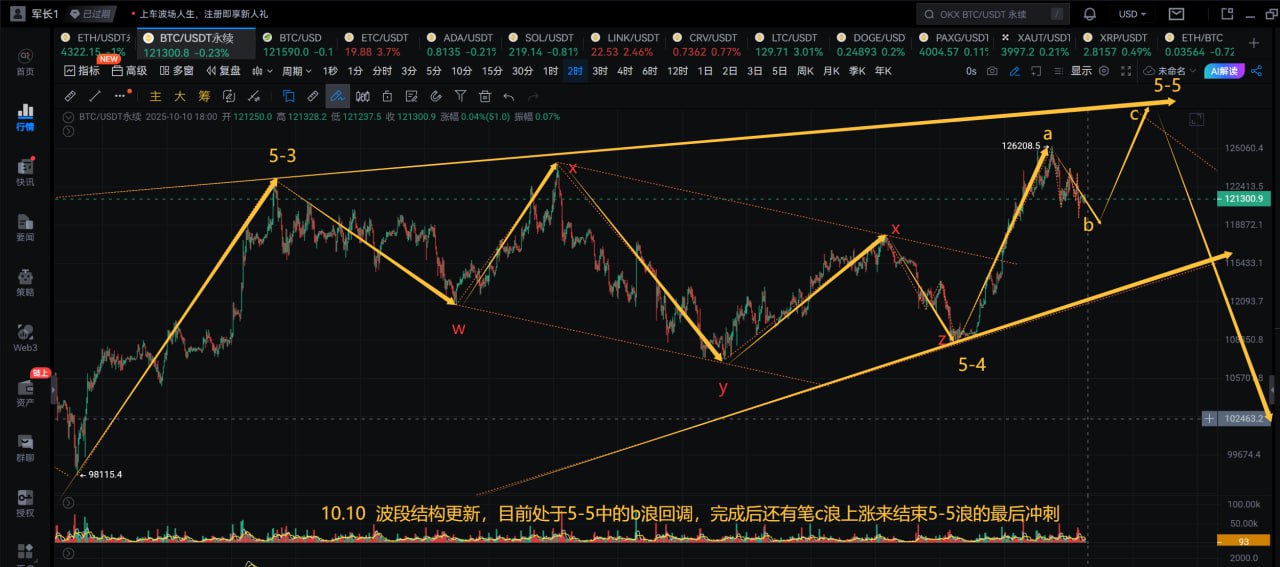 军长1 已过期 上车波场人生，注册即享新人礼 OKX BTC/USDT 永续 / USD
ETH/USDT永 BTC/USDT永续 BTC/USD ETC/USDT ADA/USDT SOL/USDT LINK/USDT CRV/USDT LTC/USDT DOGE/USD PAXG/USDT XAUT/USDT XRP/USDT ETH/BTC
4322.15 -1% 121300.8 -0.23% 121590.0 -0.1 19.88 3.7% 0.8135 -0.21% 219.14 -0.81% 22.53 2.46% 0.7362 0.77% 129.71 3.01% 0.24893 0.2% 4004.57 0.11% 3997.2 0.21% 2.8157 0.49% 0.03564 -0.72
NEW
指标 高级 多窗 复盘 周期 1秒 1分 分时 3分 5分 10分 15分 30分 1时 2时 3时 4时 6时 12时 1日 2日 3日 5日 周K 月K 季K 年K 0s 显示 未命名 AI解读
主 大 筹
BTC/USDT永续 2025-10-10 18:00 开 121250.0 高 121328.2 低 121237.5 收 121300.9 涨幅 0.04%(51.0) 振幅 0.07%
首页
行情
快讯
要闻
策略
Web3
链上
资产
群聊
授权
5-5
c
5-3
a
126208.5
x
x
b
w
z
5-4
y
98115.4
126060.4
122413.5
121300.9
118872.1
115433.1
112093.7
108850.8
105701.8
102463.2
99674.4
10.10 波段结构更新，目前处于5-5中的b浪回调，完成后还有笔c浪上涨来结束5-5浪的最后冲刺
100.00k
50.00k
93
2000.0